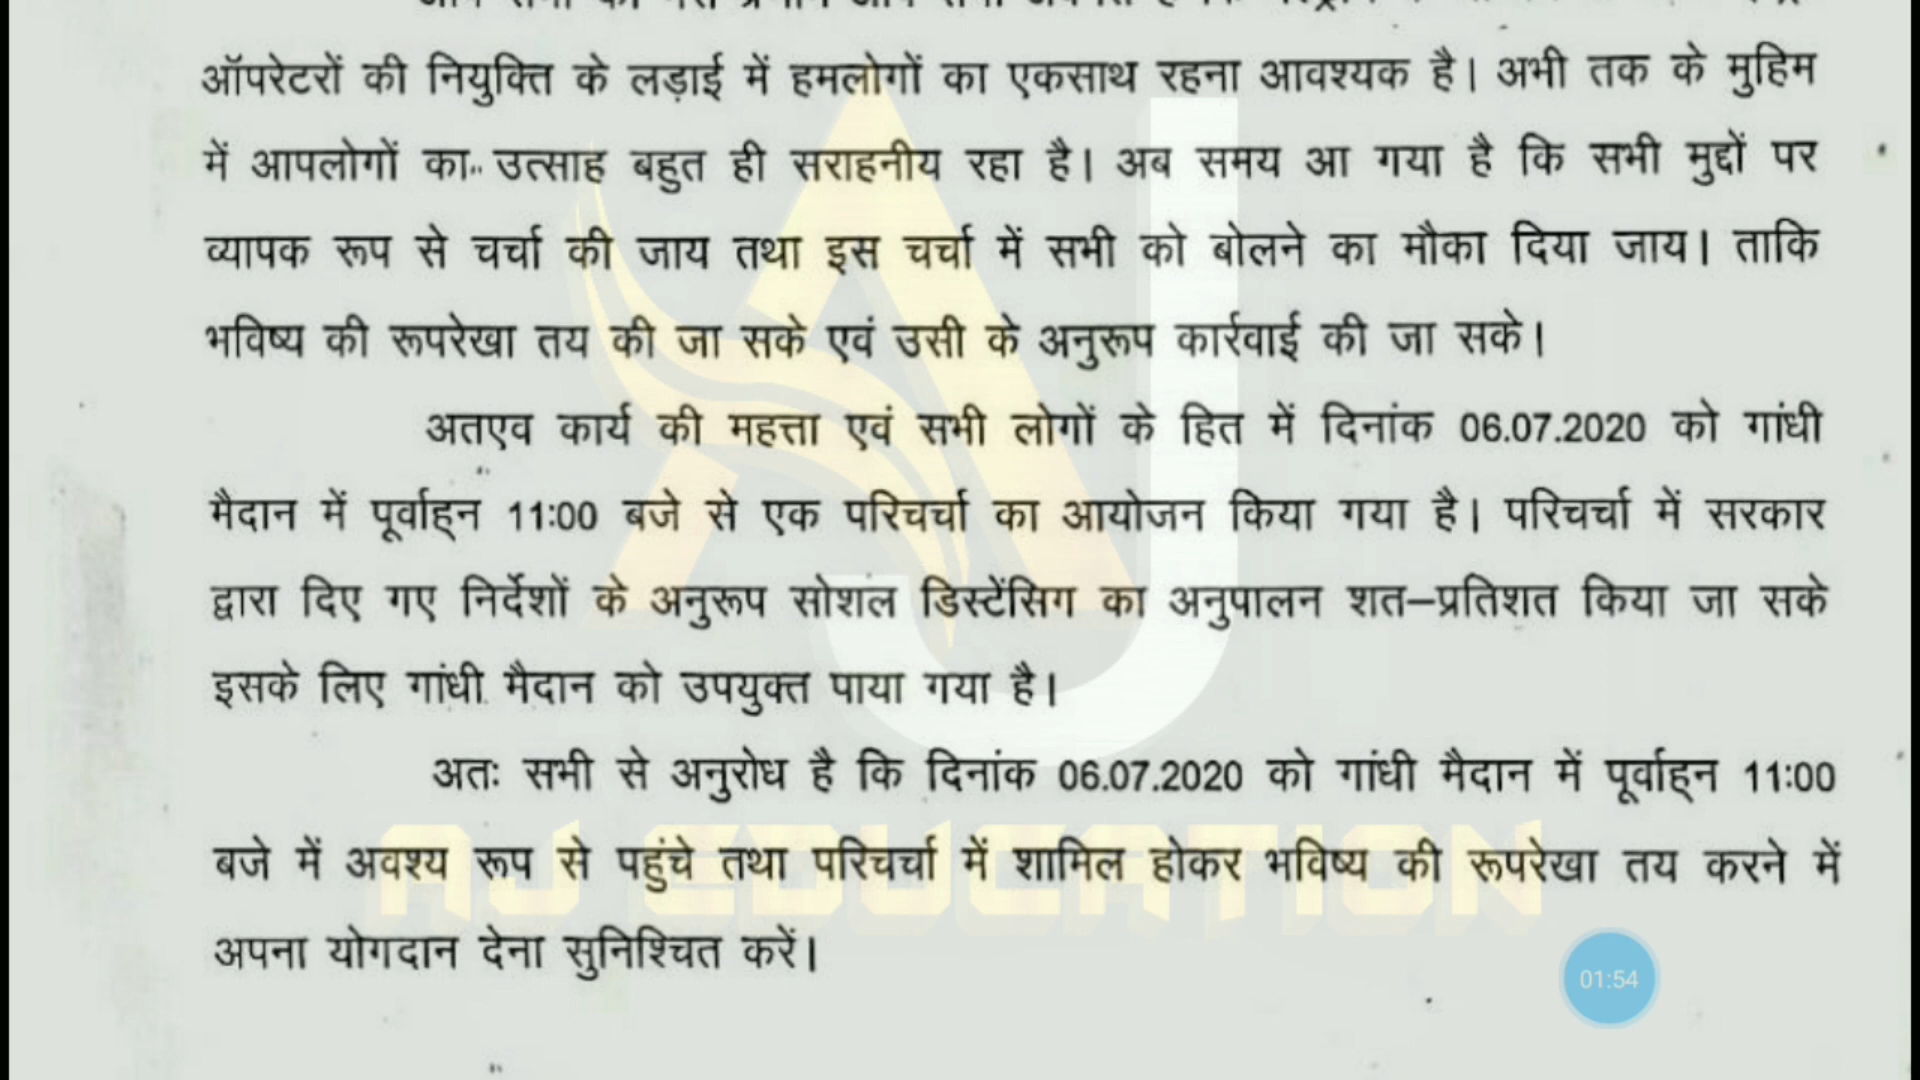 ऑपरेटरों की नियुक्ति के लड़ाई में हमलोगों का एकसाथ रहना आवश्यक है। अभी तक के मुहिम
में आपलोगों का उत्साह बहुत ही सराहनीय रहा है। अब समय आ गया है कि सभी मुद्दों पर
व्यापक रूप से चर्चा की जाय तथा इस चर्चा में सभी को बोलने का मौका दिया जाय। ताकि
भविष्य की रूपरेखा तय की जा सके एवं उसी के अनुरूप कार्रवाई की जा सके।
अतएव कार्य की महत्ता एवं सभी लोगों के हित में दिनांक 06.07.2020 को गांधी
मैदान में पूर्वाह्न 11:00 बजे से एक परिचर्चा का आयोजन किया गया है। परिचर्चा में सरकार
द्वारा दिए गए निर्देशों के अनुरूप सोशल डिस्टेंसिग का अनुपालन शत–प्रतिशत किया जा सके
इसके लिए गांधी मैदान को उपयुक्त पाया गया है।
अतः सभी से अनुरोध है कि दिनांक 06.07.2020 को गांधी मैदान में पूर्वाह्न 11:00
बजे में अवश्य रूप से पहुंचे तथा परिचर्चा में शामिल होकर भविष्य की रूपरेखा तय करने में
AJ EDUCATION
अपना योगदान देना सुनिश्चित करें।
01:54